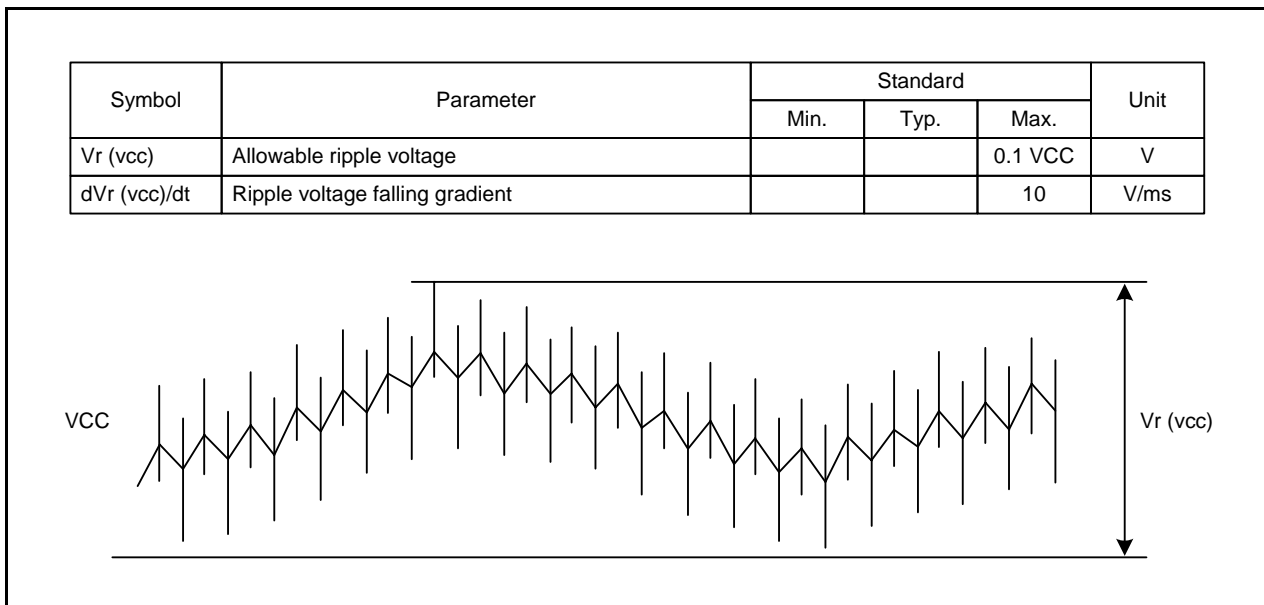 Symbol Parameter Standard Unit
Min. Typ. Max.
Vr (vcc) Allowable ripple voltage 0.1 VCC V
dVr (vcc)/dt Ripple voltage falling gradient 10 V/ms
VCC
Vr (vcc)